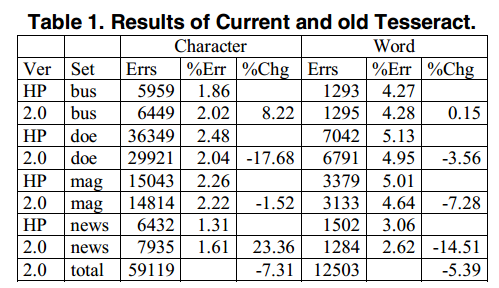 Table 1. Results of Current and old Tesseract.
Character Word
Ver Set Errs %Err %Chg Errs %Err %Chg
HP bus 5959 1.86 1293 4.27
2.0 bus 6449 2.02 8.22 1295 4.28 0.15
HP doe 36349 2.48 7042 5.13
2.0 doe 29921 2.04 -17.68 6791 4.95 -3.56
HP mag 15043 2.26 3379 5.01
2.0 mag 14814 2.22 -1.52 3133 4.64 -7.28
HP news 6432 1.31 1502 3.06
2.0 news 7935 1.61 23.36 1284 2.62 -14.51
2.0 total 59119 -7.31 12503 -5.39